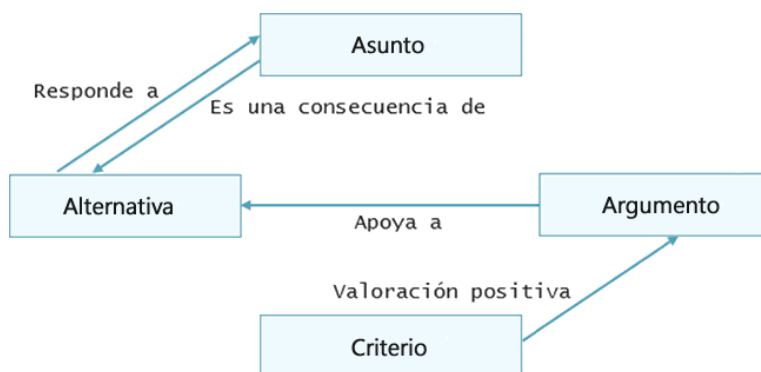 Asunto
Responde a
Es una consecuencia de
Alternativa
Argumento
Apoya a
Valoración positiva
Criterio